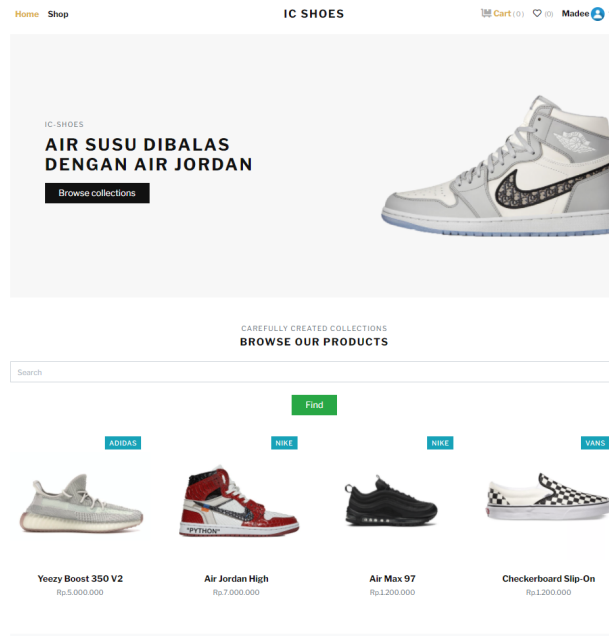 Home Shop IC SHOES Cart ( 0 ) (0) Madee
IC-SHOES
AIR SUSU DIBALAS
DENGAN AIR JORDAN
Browse collections
CAREFULLY CREATED COLLECTIONS
BROWSE OUR PRODUCTS
Search
Find
ADIDAS NIKE NIKE VANS
"PYTHON"
Yeezy Boost 350 V2 Air Jordan High Air Max 97 Checkerboard Slip-On
Rp.5.000.000 Rp.7.000.000 Rp.1.200.000 Rp.1.200.000